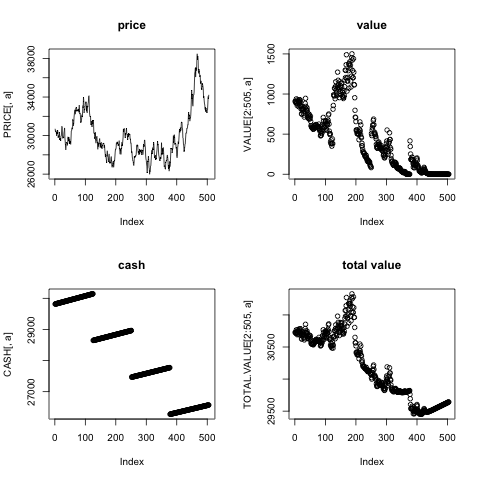 price
PRICE[, a]
26000 30000 34000 38000
0 100 200 300 400 500
Index
value
VALUE[2:505, a]
0 500 1000 1500
0 100 200 300 400 500
Index
cash
CASH[, a]
27000 29000
0 100 200 300 400 500
Index
total value
TOTAL.VALUE[2:505, a]
29500 30500
0 100 200 300 400 500
Index